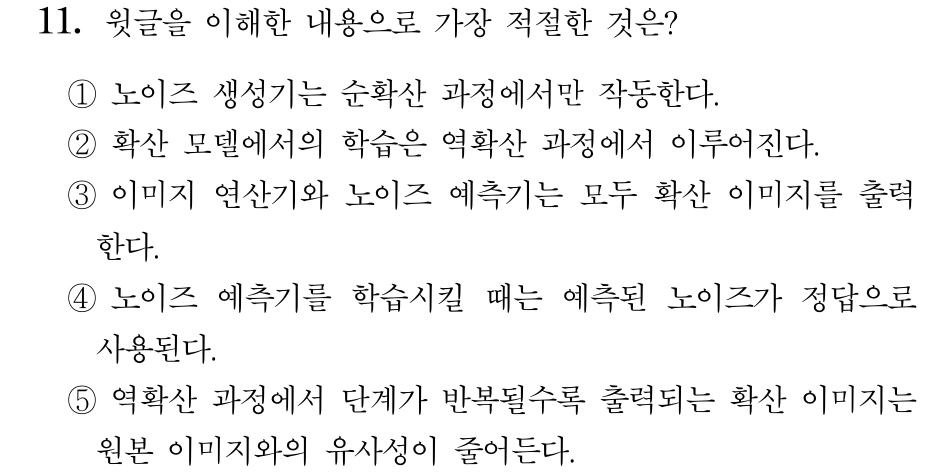 11. 윗글을 이해한 내용으로 가장 적절한 것은?
① 노이즈 생성기는 순확산 과정에서만 작동한다.
② 확산 모델에서의 학습은 역확산 과정에서 이루어진다.
③ 이미지 연산기와 노이즈 예측기는 모두 확산 이미지를 출력
한다.
④ 노이즈 예측기를 학습시킬 때는 예측된 노이즈가 정답으로
사용된다.
⑤ 역확산 과정에서 단계가 반복될수록 출력되는 확산 이미지는
원본 이미지와의 유사성이 줄어든다.